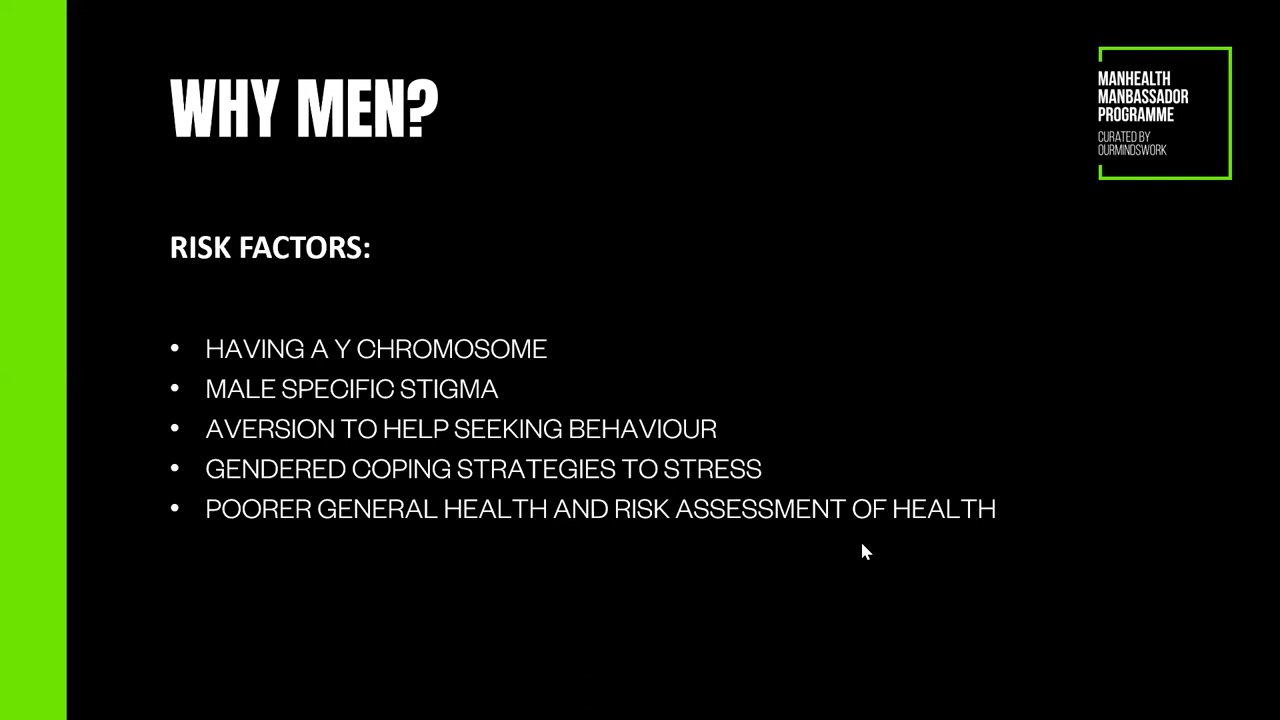 WHY MEN?
MANHEALTH
MANBASSADOR
PROGRAMME
CURATED BY
OURMINDSWORK
RISK FACTORS:
• HAVING A Y CHROMOSOME
• MALE SPECIFIC STIGMA
• AVERSION TO HELP SEEKING BEHAVIOUR
• GENDERED COPING STRATEGIES TO STRESS
• POORER GENERAL HEALTH AND RISK ASSESSMENT OF HEALTH